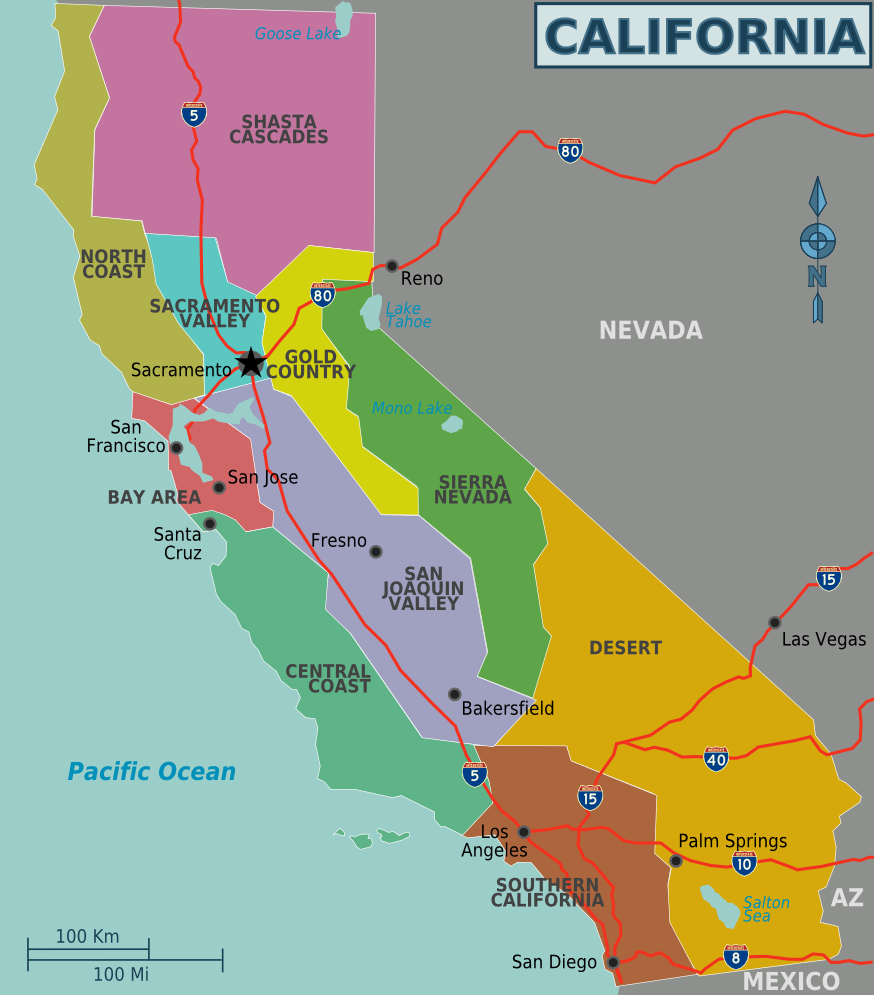 CALIFORNIA
Goose Lake
5
SHASTA
CASCADES
80
NORTH
COAST
Reno
80
SACRAMENTO
VALLEY
Lake
Tahoe
N
NEVADA
GOLD
COUNTRY
Sacramento
Mono Lake
San
Francisco
San Jose
BAY AREA
SIERRA
NEVADA
Santa
Cruz
Fresno
SAN
JOAQUIN
VALLEY
15
Las Vegas
DESERT
CENTRAL
COAST
Bakersfield
Pacific Ocean
5
40
15
Los
Angeles
Palm Springs
10
SOUTHERN
CALIFORNIA
Salton
Sea
AZ
100 Km
100 Mi
San Diego
8
MEXICO